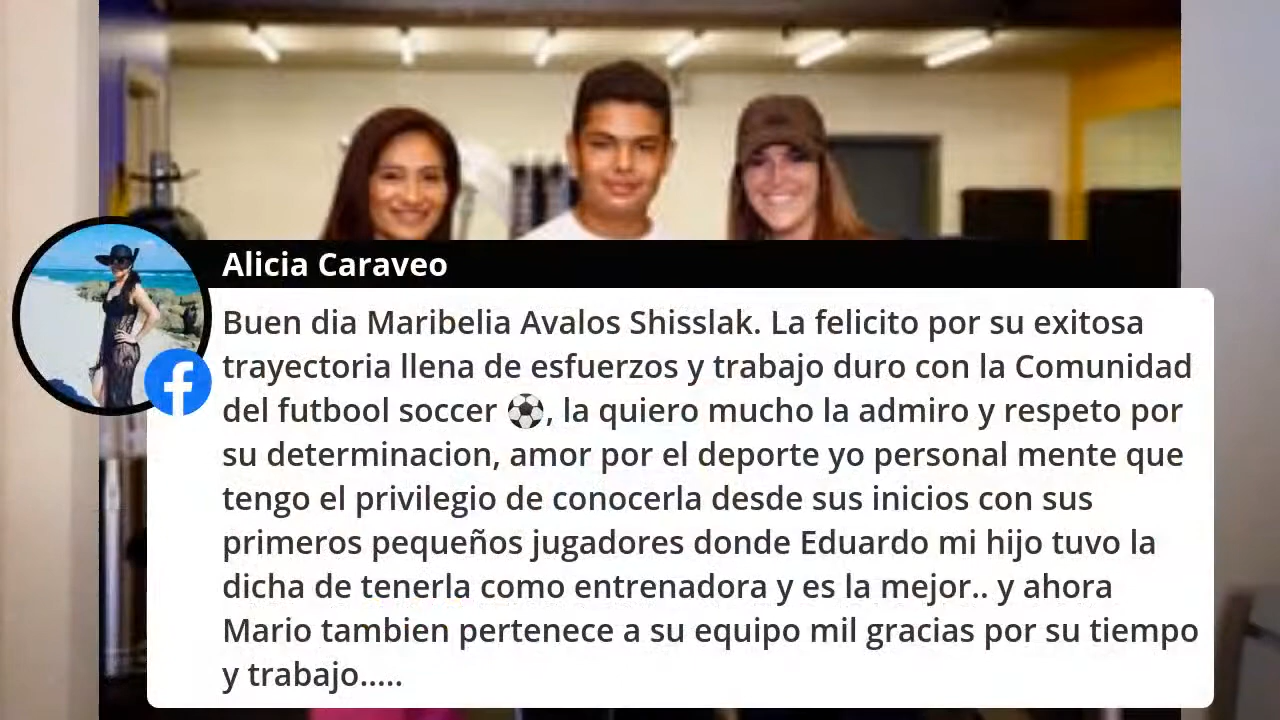 Alicia Caraveo
Buen dia Maribelia Avalos Shisslak. La felicito por su exitosa
trayectoria llena de esfuerzos y trabajo duro con la Comunidad
del futbool soccer ⚽, la quiero mucho la admiro y respeto por
su determinacion, amor por el deporte yo personal mente que
tengo el privilegio de conocerla desde sus inicios con sus
primeros pequeños jugadores donde Eduardo mi hijo tuvo la
dicha de tenerla como entrenadora y es la mejor.. y ahora
Mario tambien pertenece a su equipo mil gracias por su tiempo
y trabajo.....